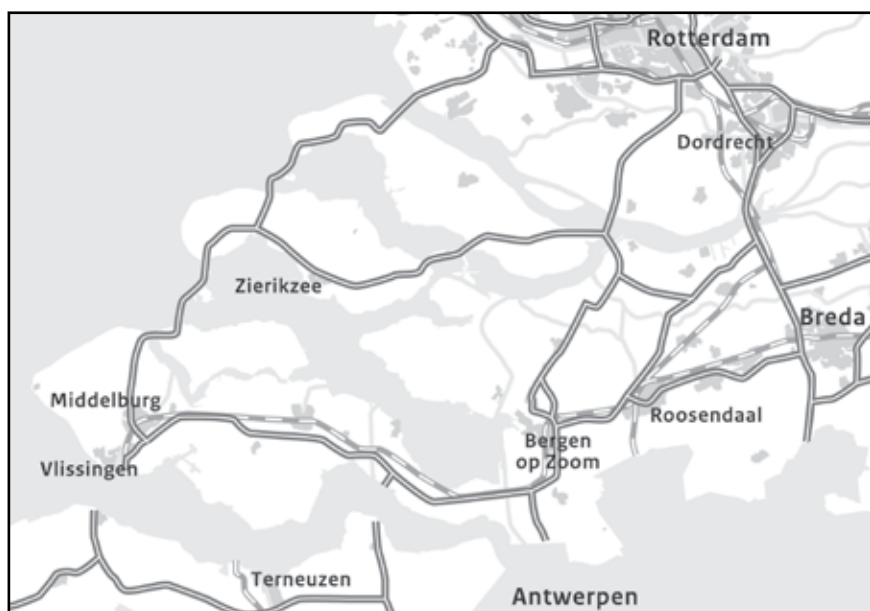 Rotterdam
Dordrecht
Zierikzee
Breda
Middelburg
Roosendaal
Bergen
op Zoom
Vlissingen
Terneuzen
Antwerpen